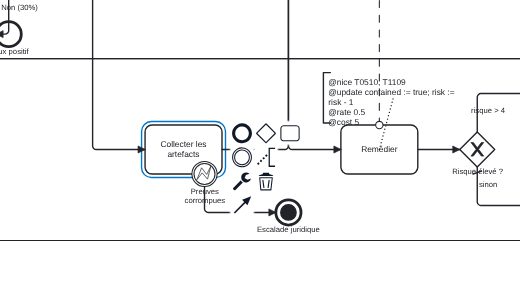 Non (30%)
ux positif
@nice T0510, T1109
@update contained := true; risk :=
risk - 1
@rate 0.5
@cost 5
risque > 4
Collecter les
artefacts
Remédier
Risque élevé ?
sinon
Preuves
corrompues
Escalade juridique